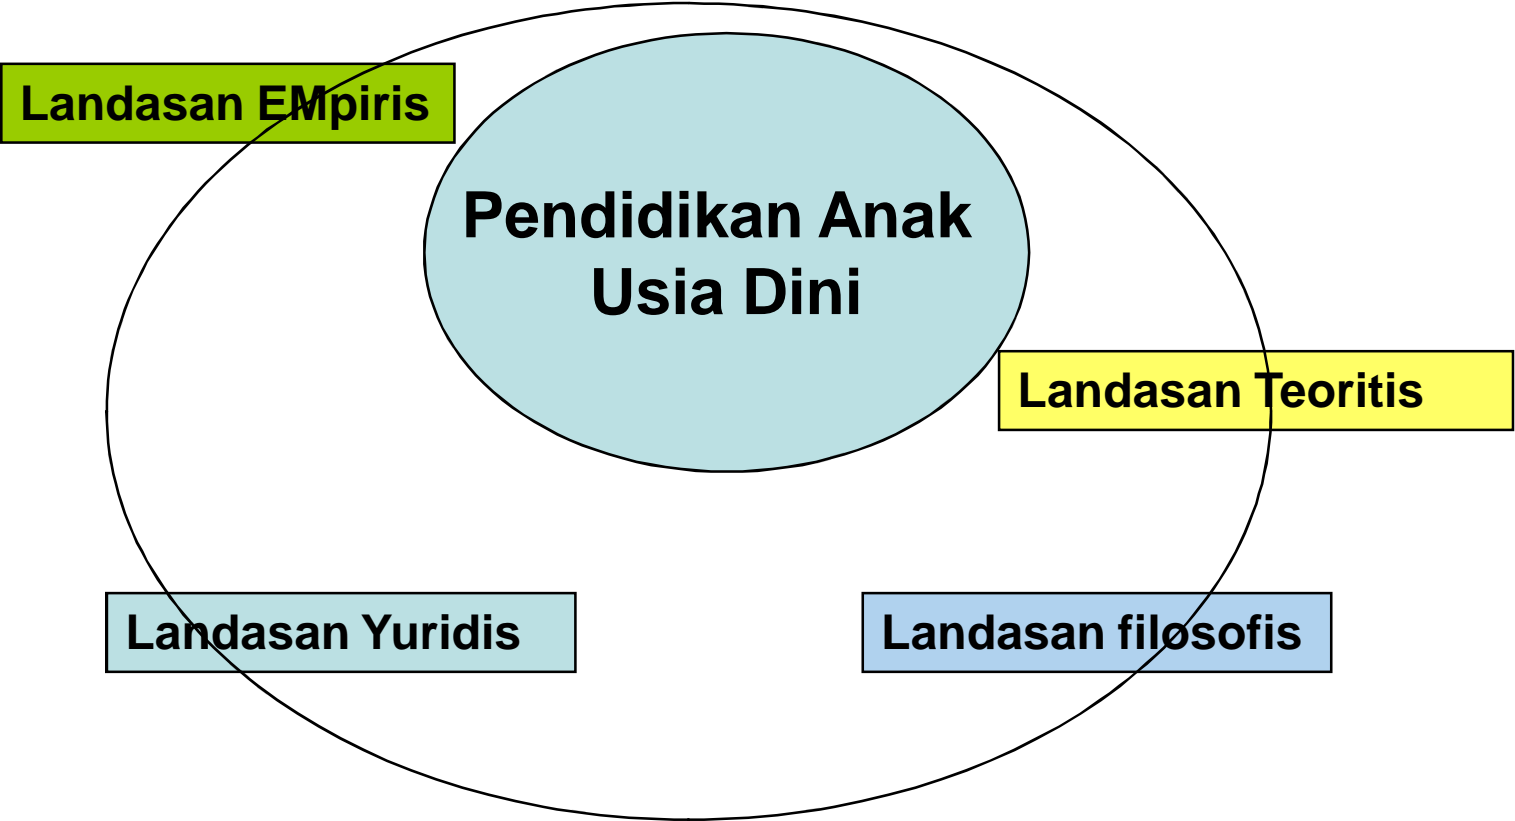 Landasan EMpiris
Pendidikan Anak
Usia Dini
Landasan Teoritis
Landasan Yuridis
Landasan filosofis